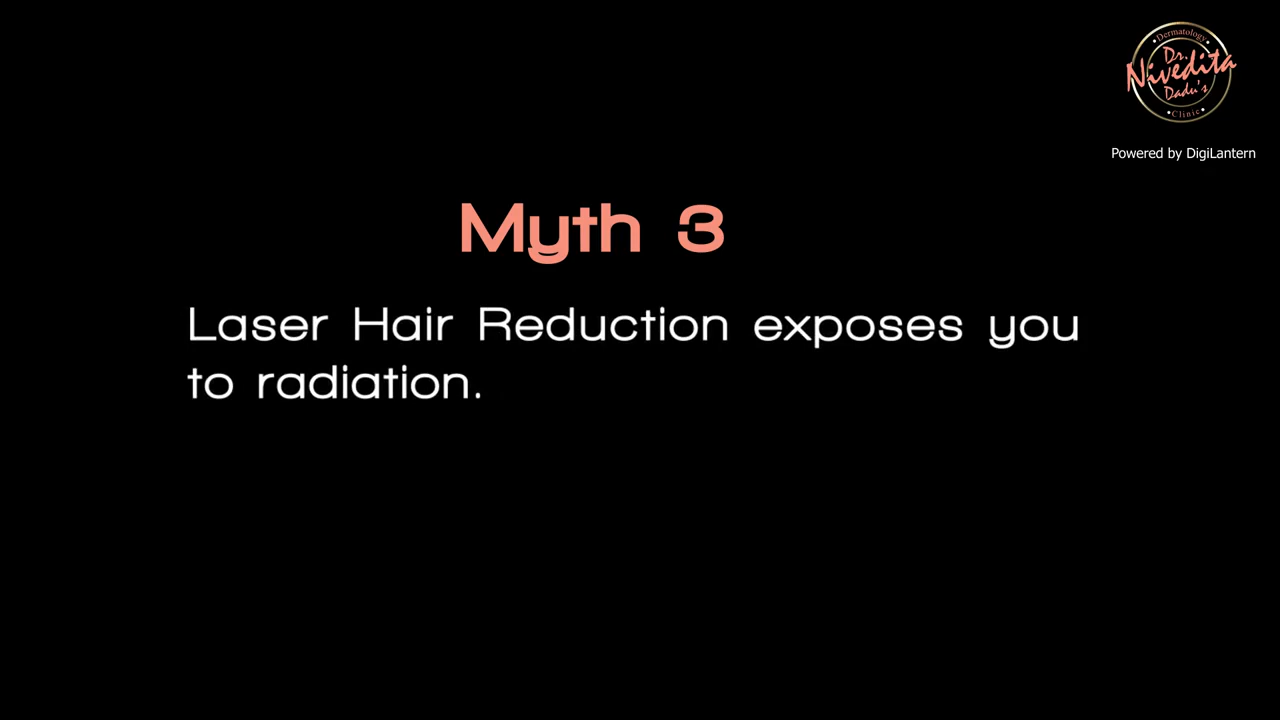 Dermatology
Dr.
Nivedita
Dadu's
Clinic
Powered by DigiLantern
Myth 3
Laser Hair Reduction exposes you
to radiation.